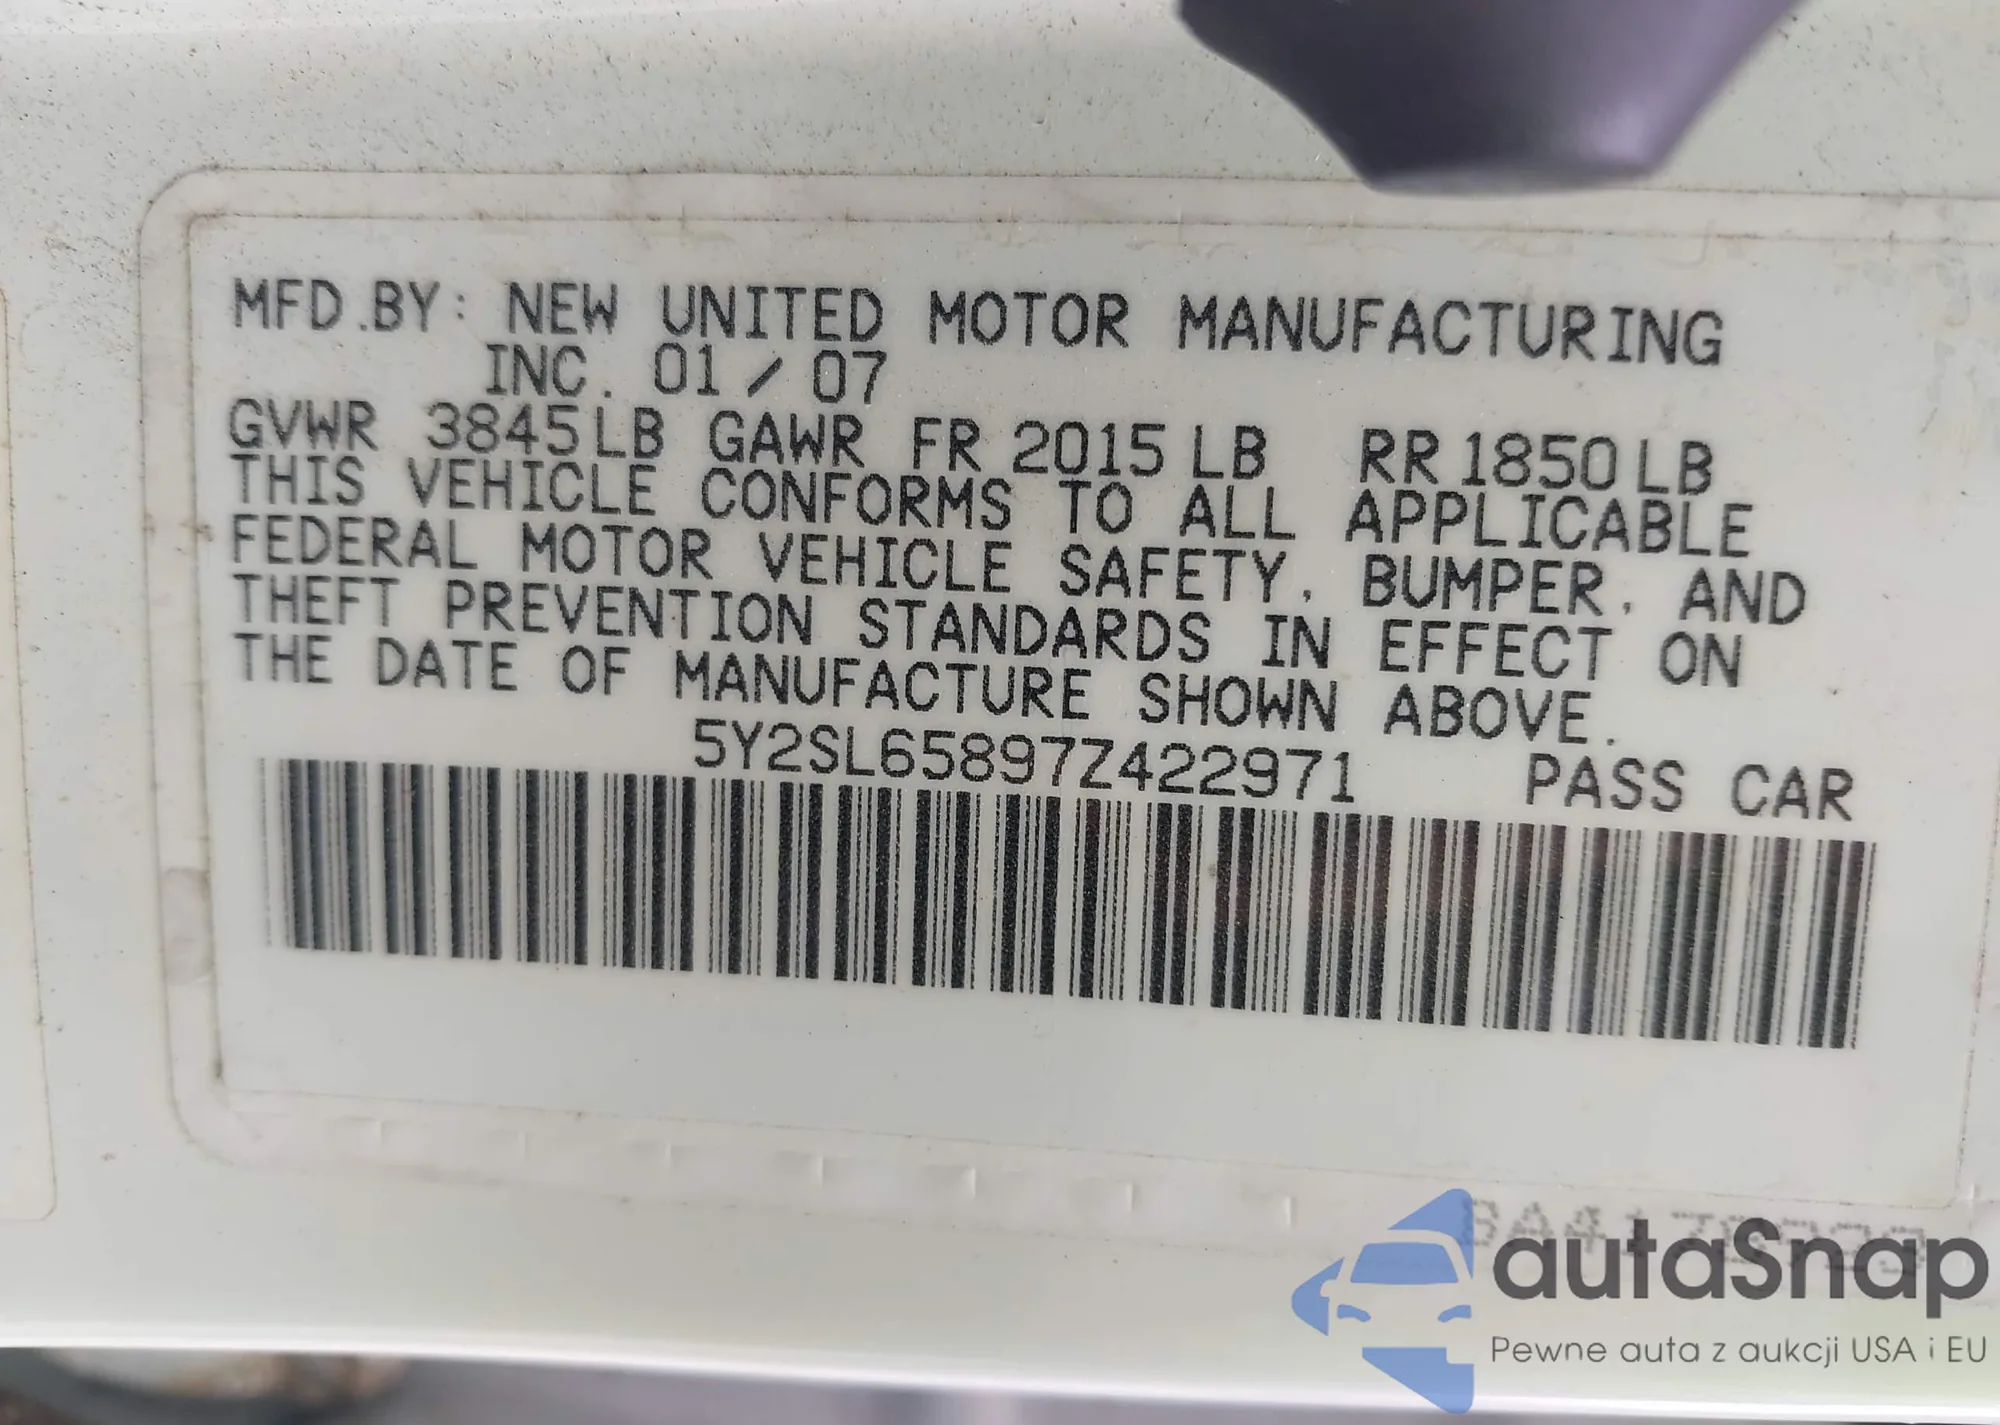 MFD.BY: NEW UNITED MOTOR MANUFACTURING
INC. 01/07
GVWR 3845LB GAWR FR 2015 LB RR 1850 LB
THIS VEHICLE CONFORMS TO ALL APPLICABLE
FEDERAL MOTOR VEHICLE SAFETY, BUMPER, AND
THEFT PREVENTION STANDARDS IN EFFECT ON
THE DATE OF MANUFACTURE SHOWN ABOVE.
5Y2SL65897Z422971 PASS CAR
autaSnap
Pewne auta z aukcji USA i EU